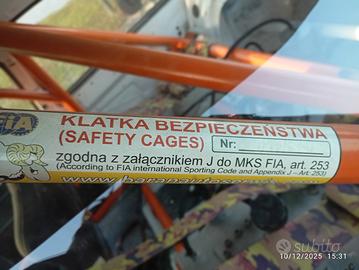 FIA
KLATKA BEZPIECZEŃSTWA
(SAFETY CAGES) Nr:
zgodna z załącznikiem J do MKS FIA, art. 253
(According to FIA international Sporting Code and Appendix J - Art. 253)
subito
10/12/2025 15:31